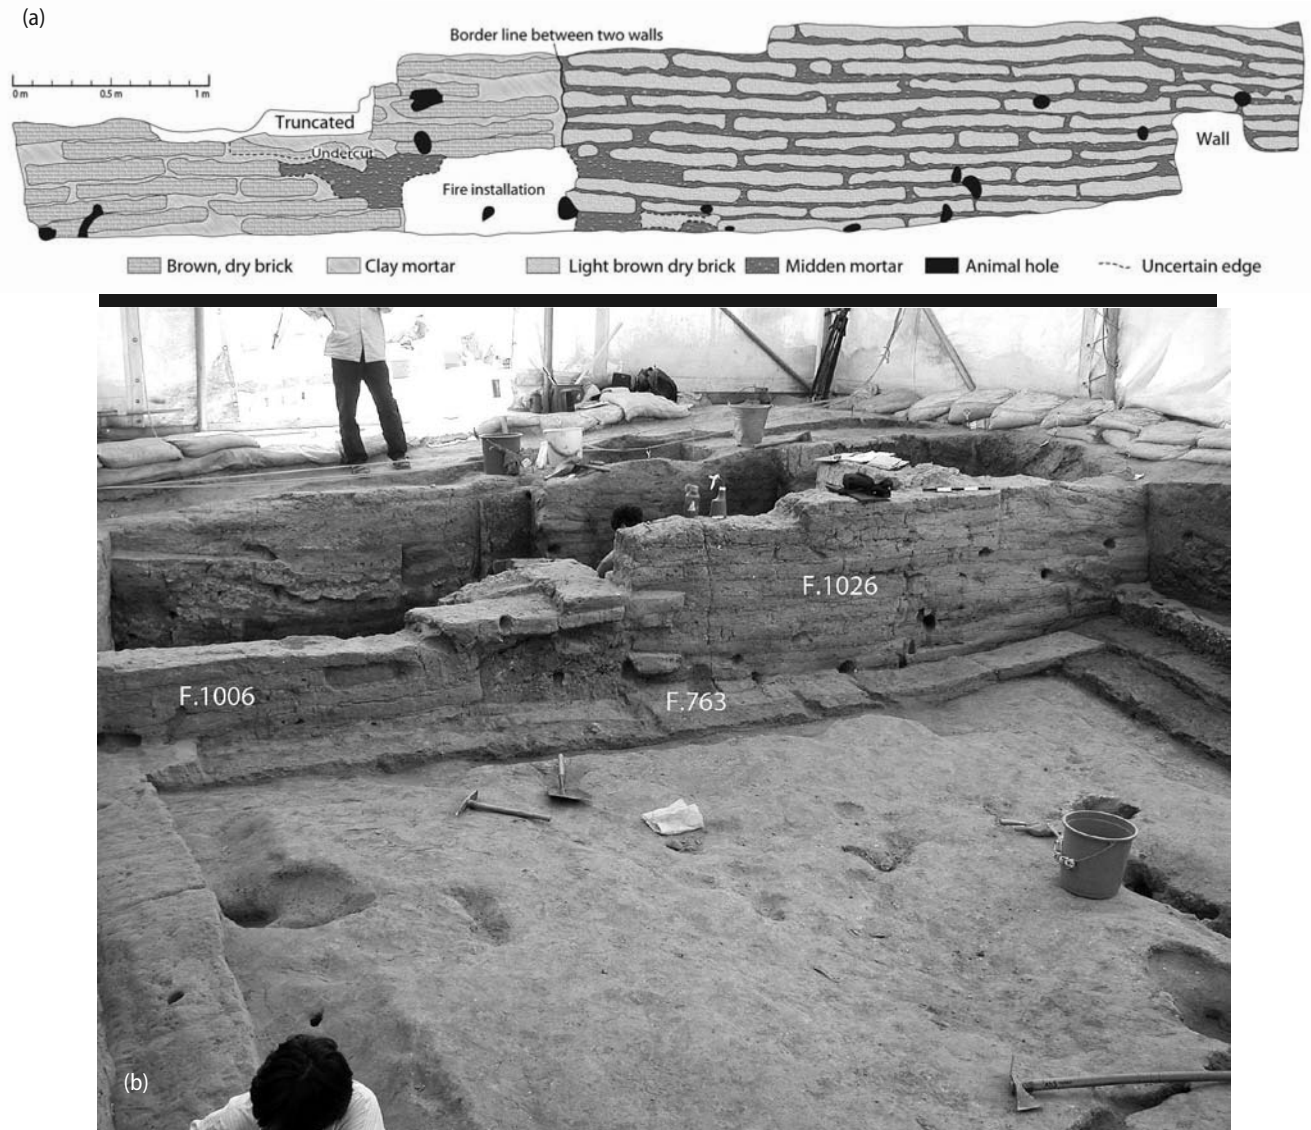 (a)
Border line between two walls
0 m 0.5 m 1 m
Truncated
Undercut
Wall
Fire installation
Brown, dry brick Clay mortar Light brown dry brick Midden mortar Animal hole Uncertain edge
F.1026
F.1006
F.763
(b)